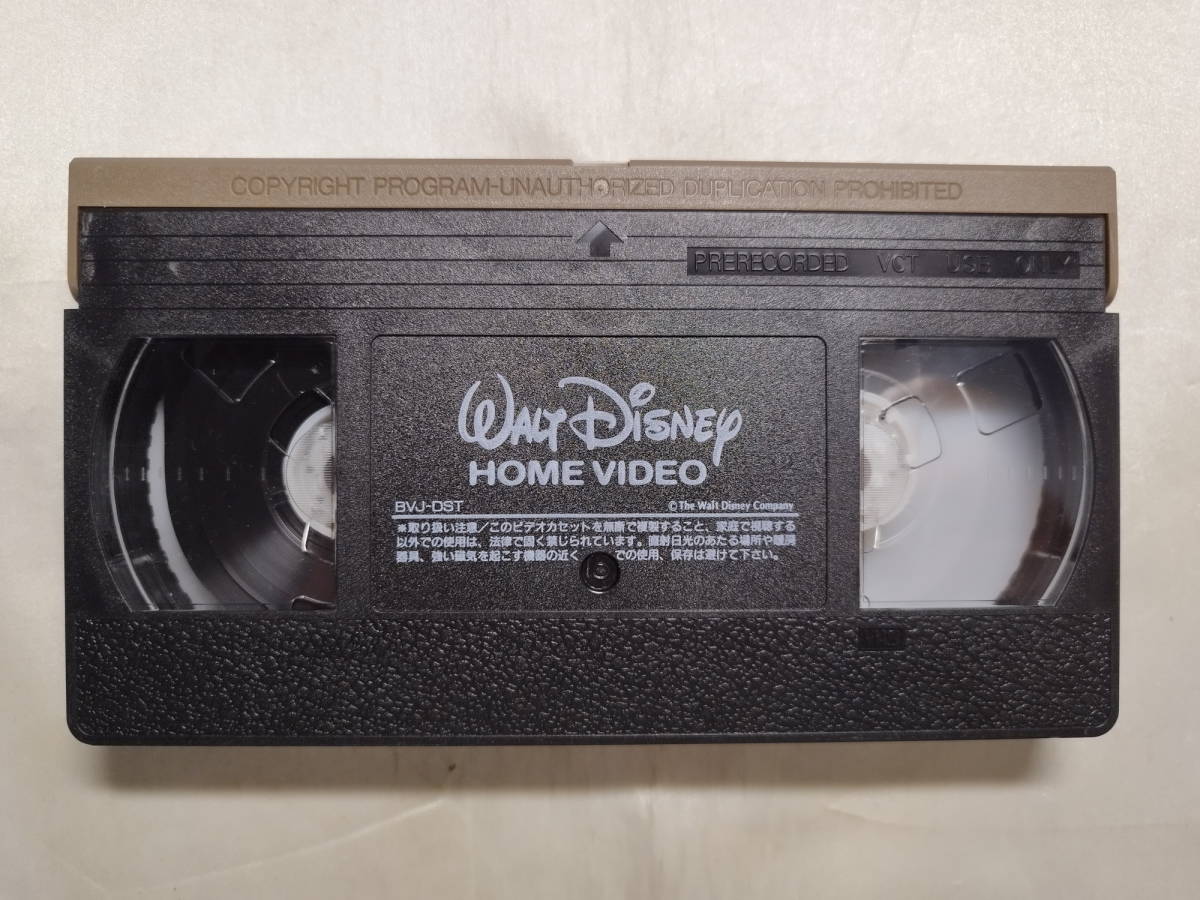 COPYRIGHT PROGRAM-UNAUTHORIZED DUPLICATION PROHIBITED
PRERECORDED VCT USE ONLY
WALT DISNEY
HOME VIDEO
BVJ-DST
©The Walt Disney Company
※取り扱い注意/このビデオカセットを無断で複製すること、家庭で視聴する
以外での使用は、法律で固く禁じられています。直射日光のあたる場所や暖房
器具、強い磁気を起こす機器の近く での使用、保存は避けて下さい。